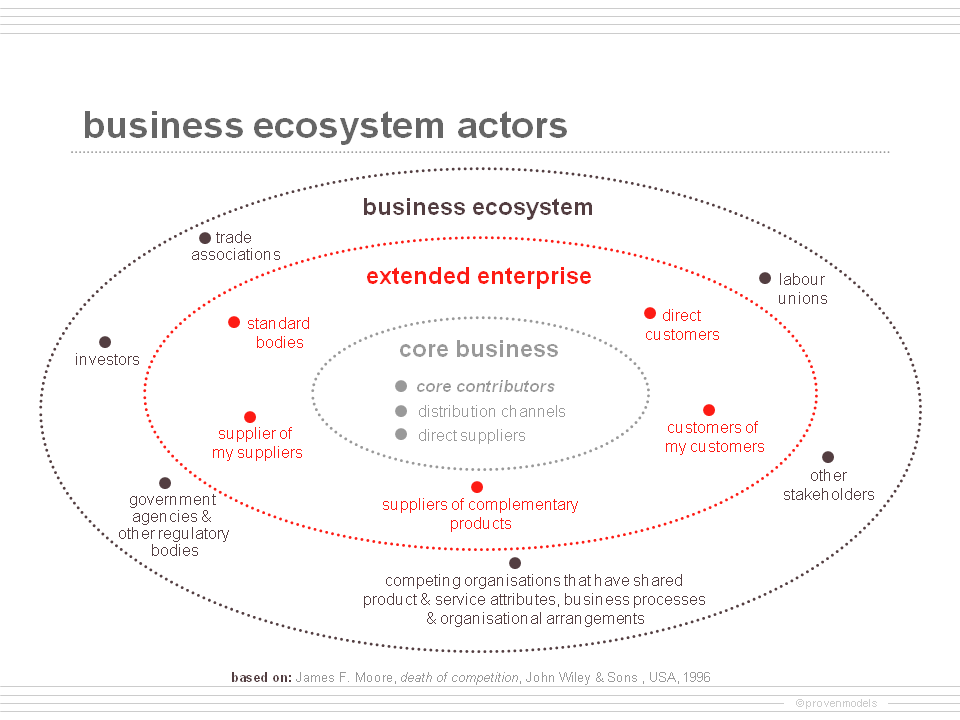 business ecosystem actors
business ecosystem
trade
associations
extended enterprise
labour
unions
standard
bodies
direct
customers
investors
core business
core contributors
distribution channels
direct suppliers
supplier of
my suppliers
customers of
my customers
other
stakeholders
government
agencies &
other regulatory
bodies
suppliers of complementary
products
competing organisations that have shared
product & service attributes, business processes
& organisational arrangements
based on: James F. Moore, death of competition, John Wiley & Sons , USA, 1996
©provenmodels